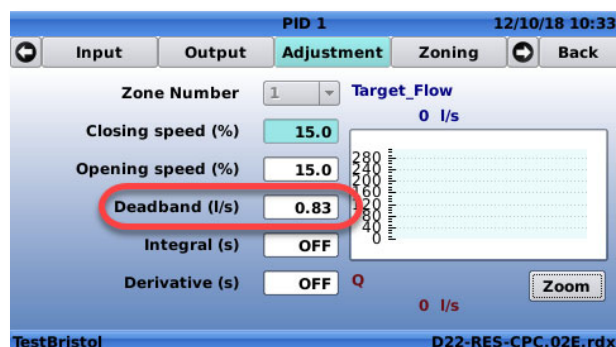 PID 1 12/10/18 10:33
Input Output Adjustment Zoning Back
Zone Number 1 Target_Flow
0 l/s
Closing speed (%) 15.0
Opening speed (%) 15.0
Deadband (l/s) 0.83
Integral (s) OFF
Derivative (s) OFF
280
240
200
160
120
80
40
0
Q Zoom
0 l/s
TestBristol D22-RES-CPC.02E.rdx